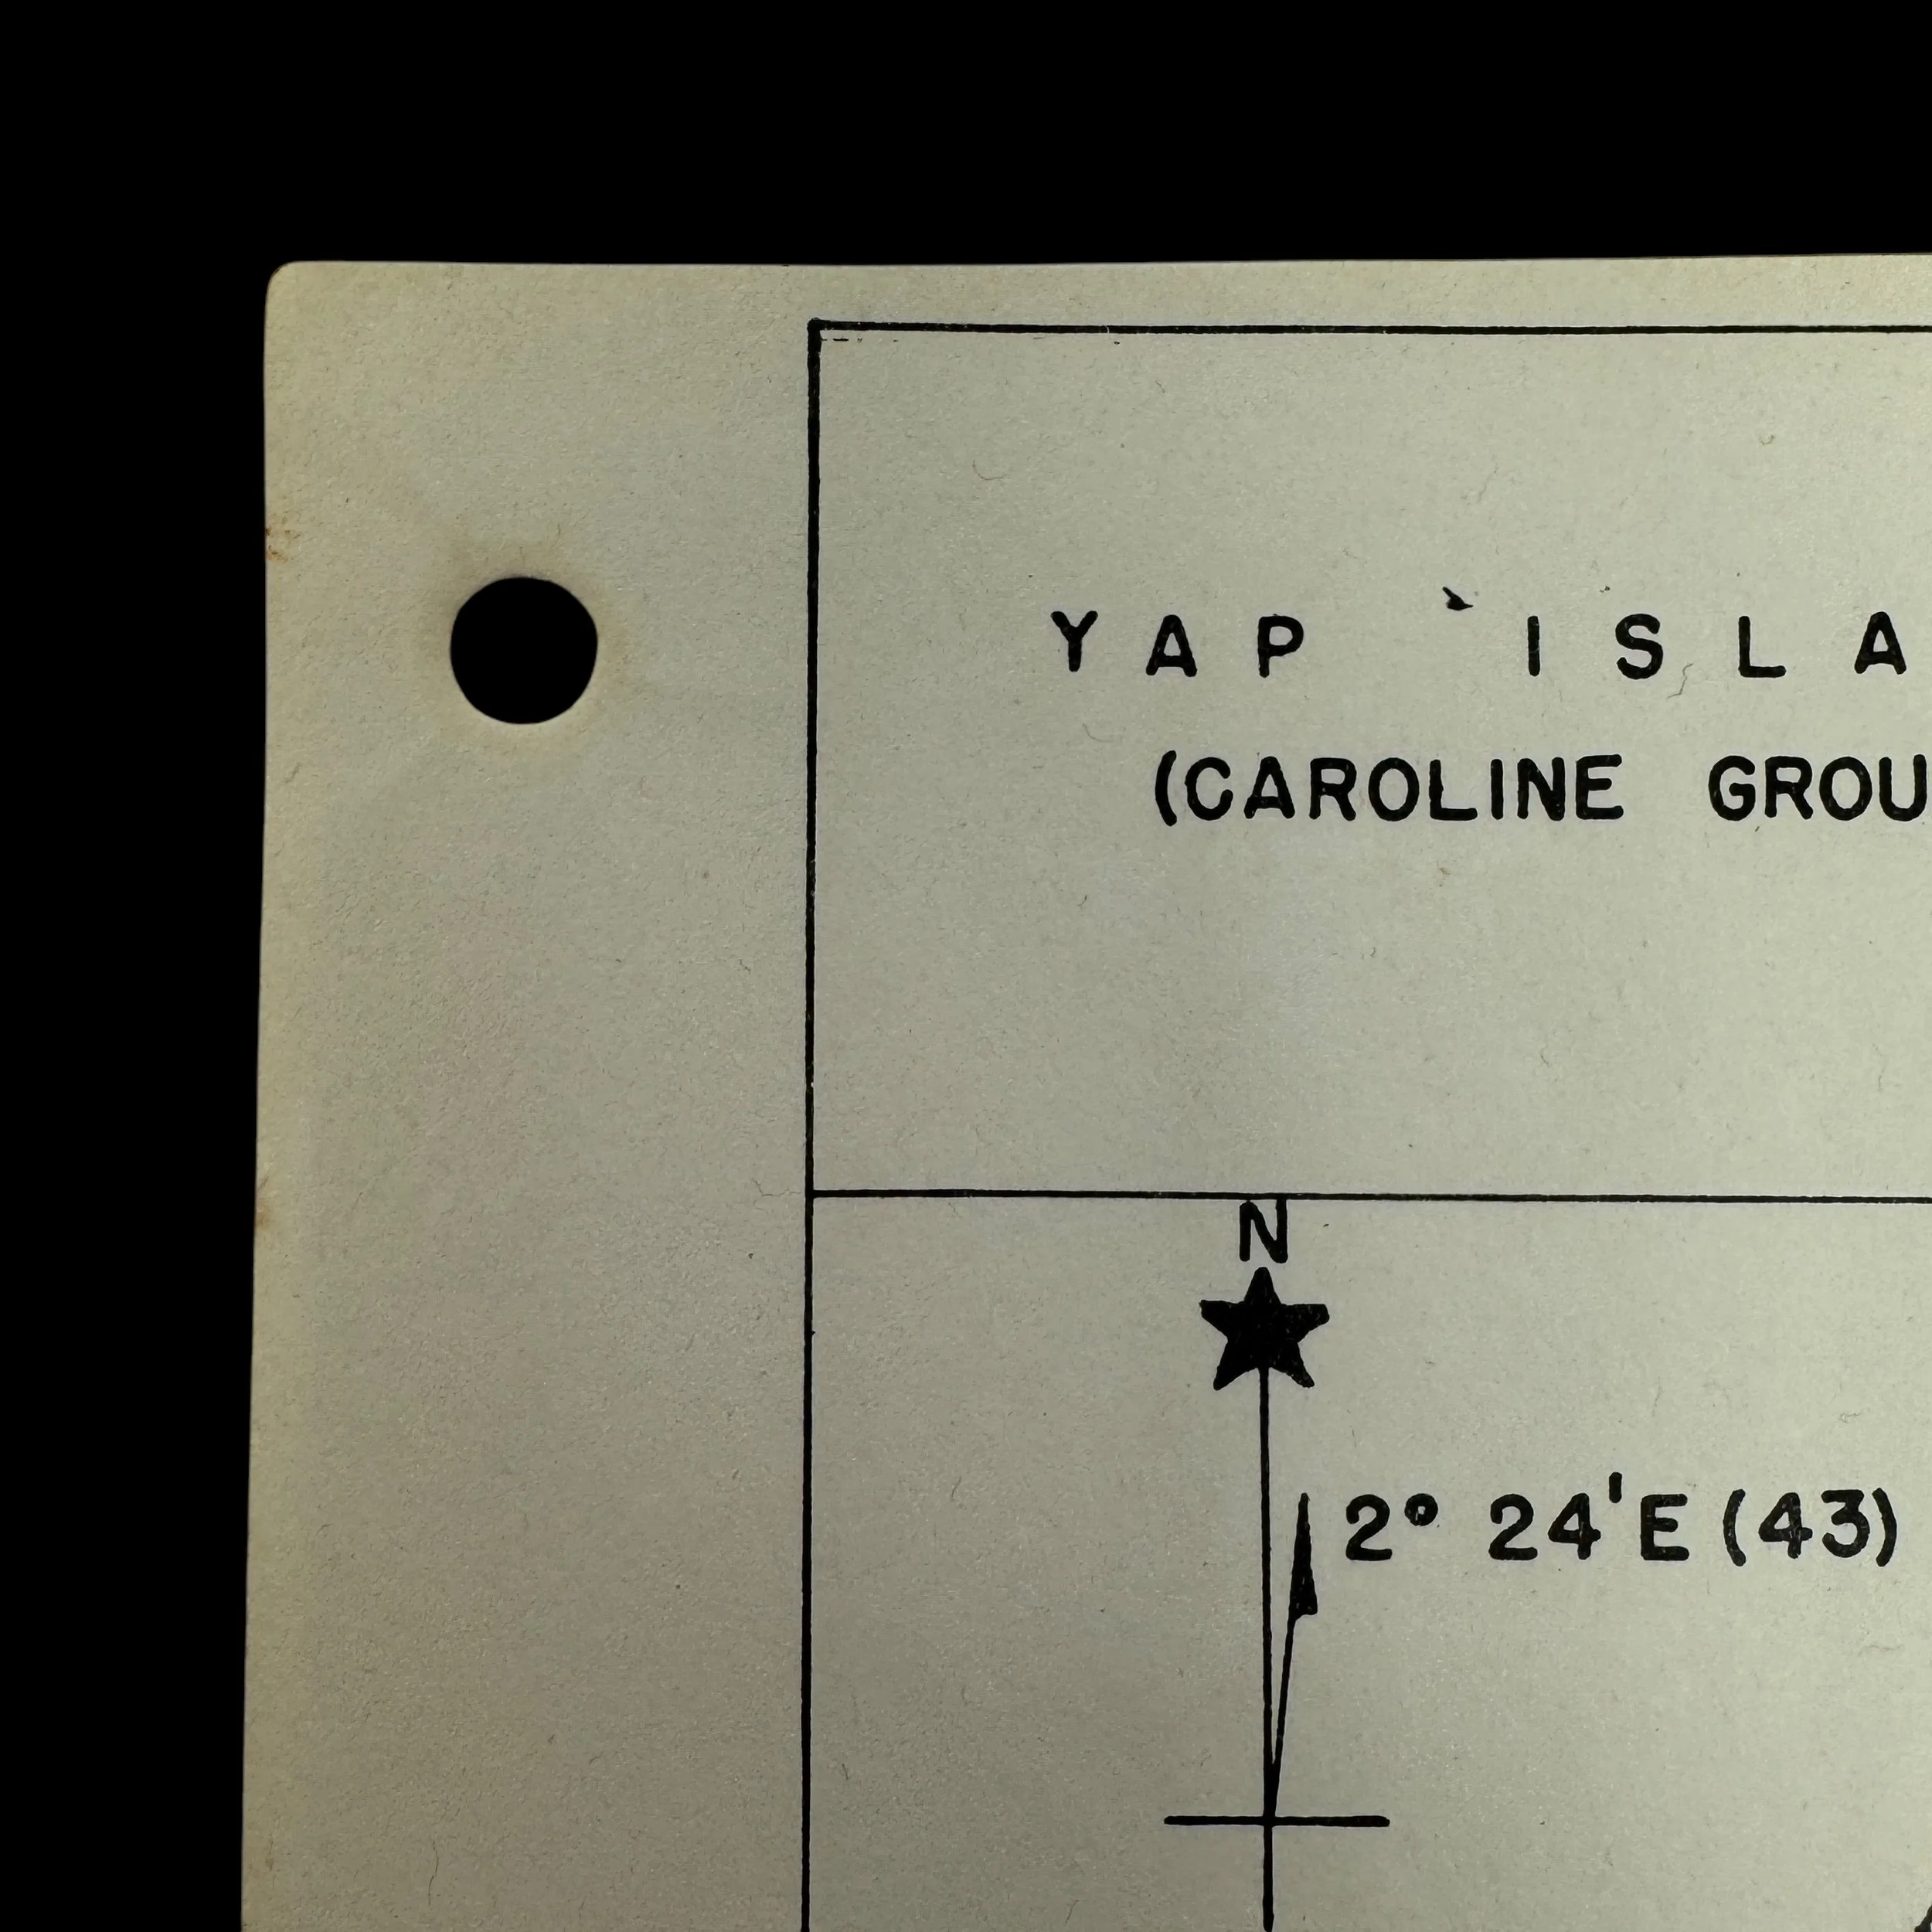 YAP ISLA
(CAROLINE GROU
N
2° 24'E (43)